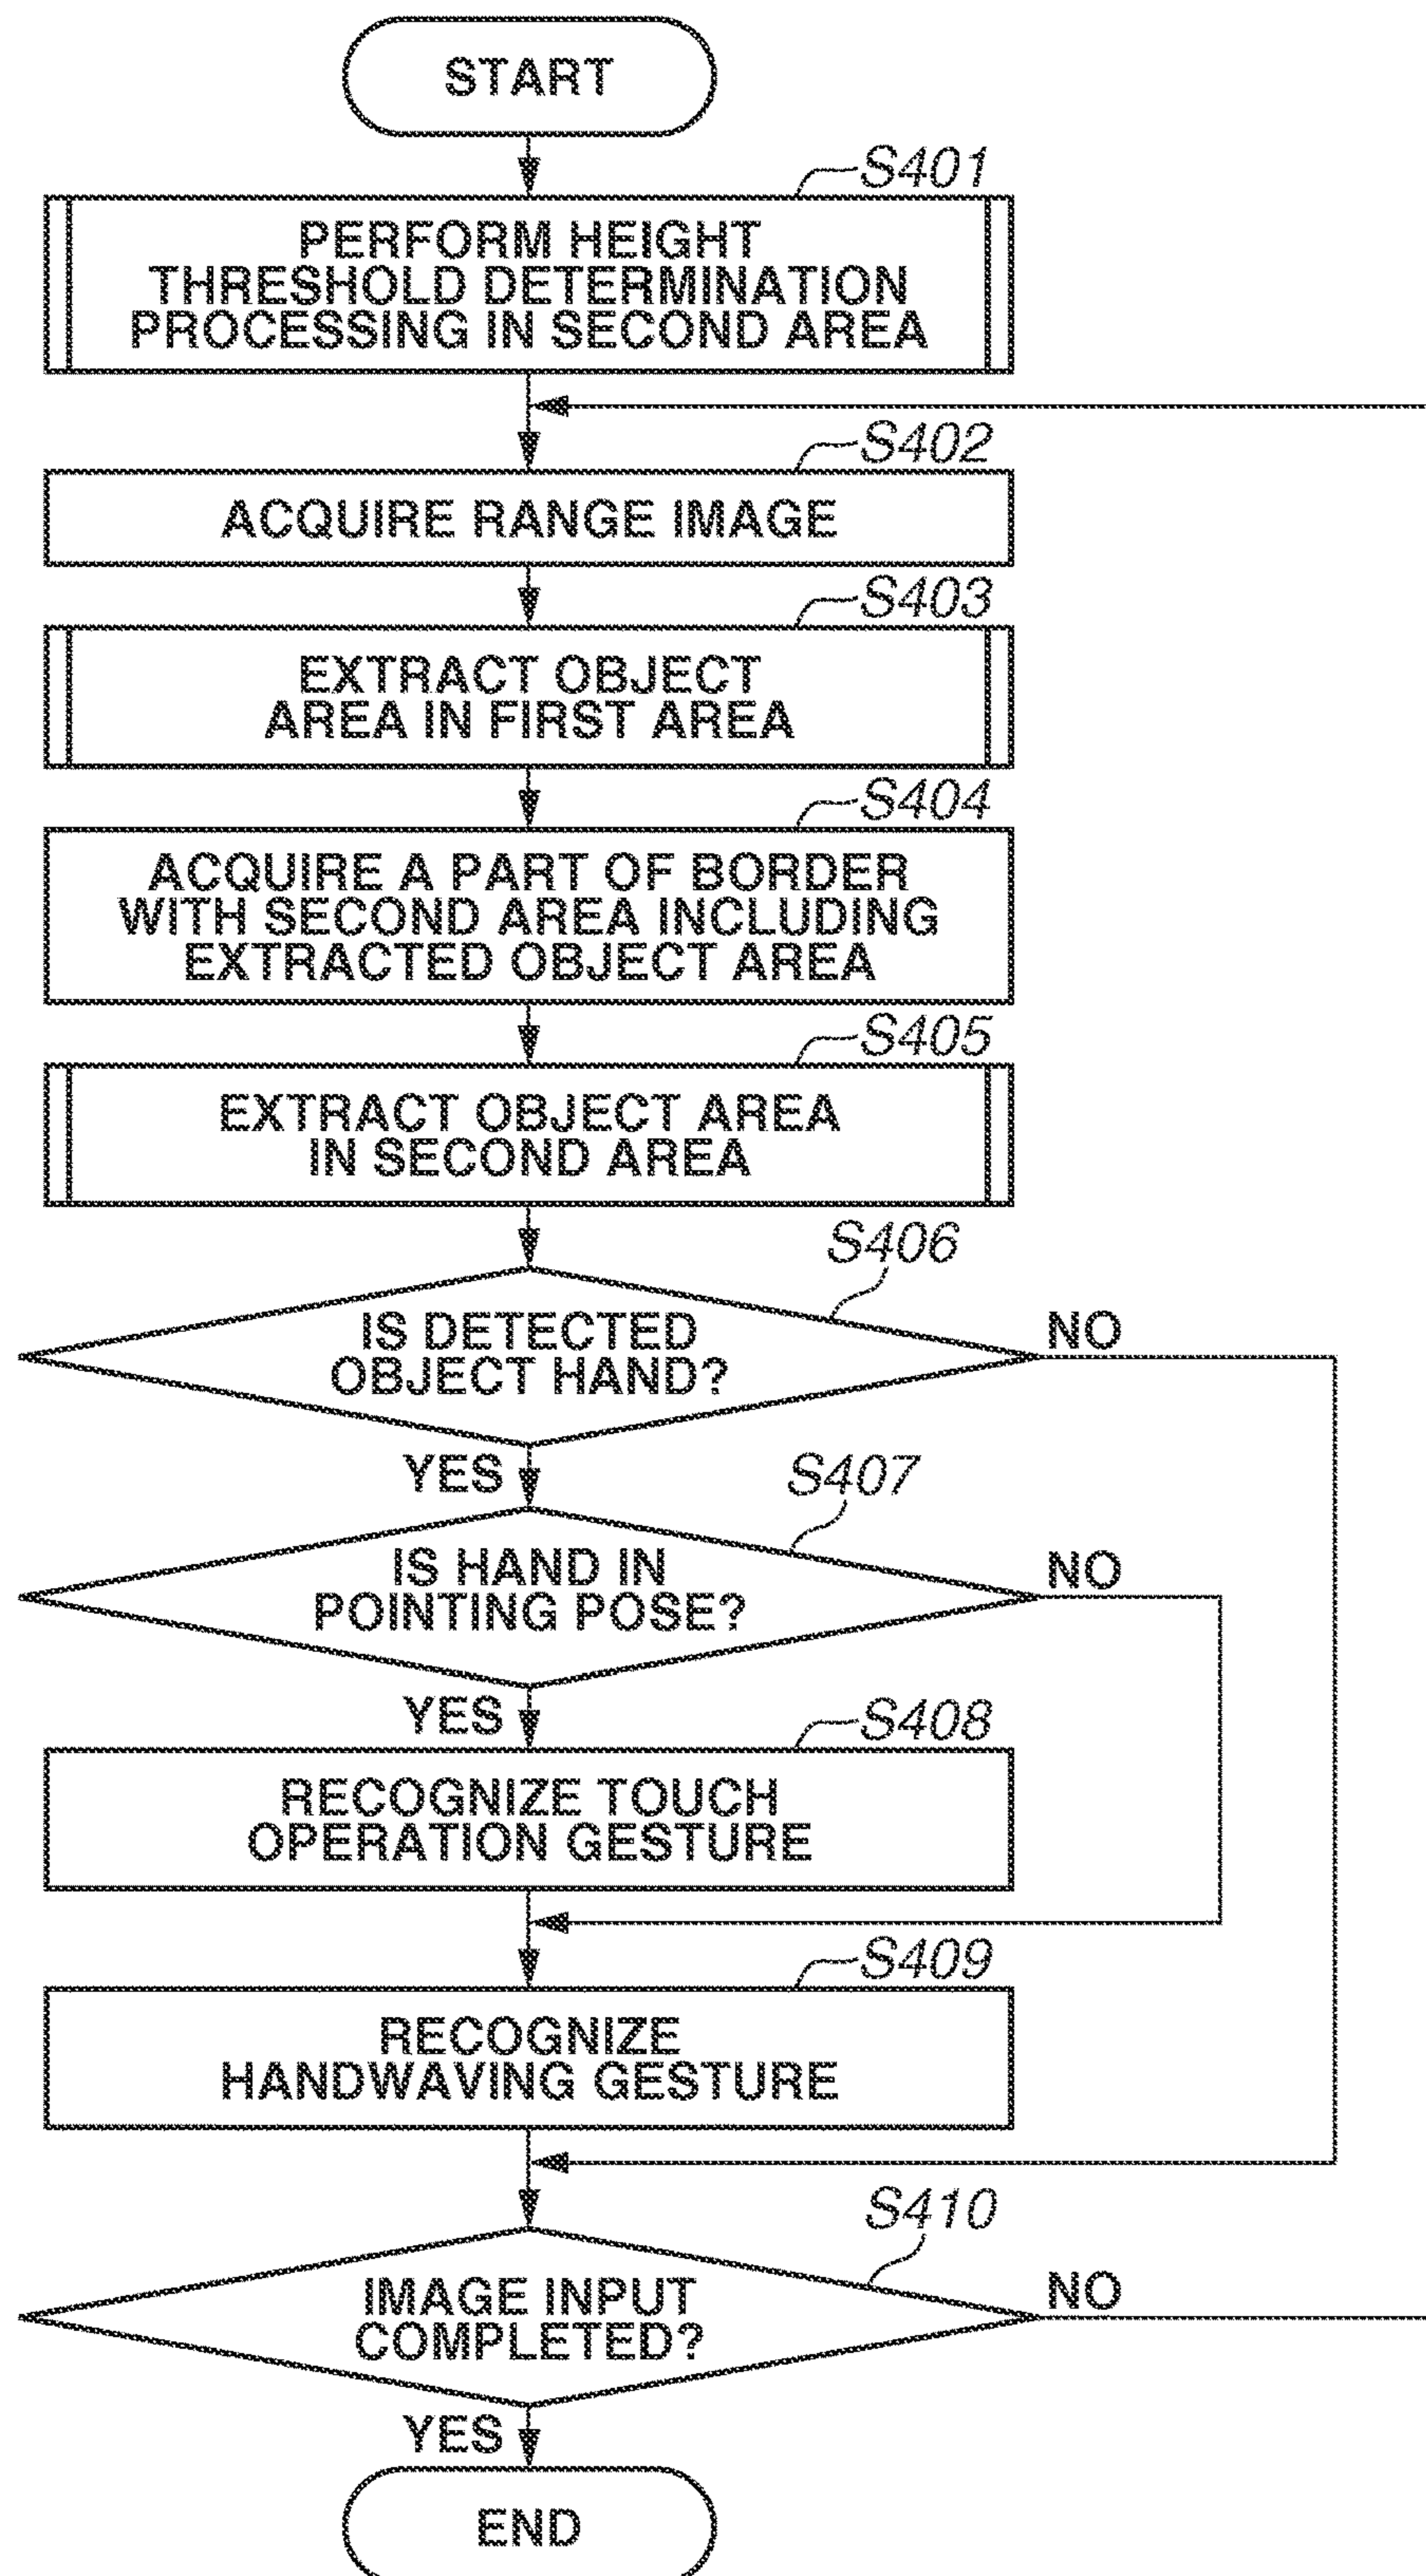 START
S401
PERFORM HEIGHT
THRESHOLD DETERMINATION
PROCESSING IN SECOND AREA
S402
ACQUIRE RANGE IMAGE
S403
EXTRACT OBJECT
AREA IN FIRST AREA
S404
ACQUIRE A PART OF BORDER
WITH SECOND AREA INCLUDING
EXTRACTED OBJECT AREA
S405
EXTRACT OBJECT AREA
IN SECOND AREA
S406
IS DETECTED
OBJECT HAND?
NO
YES
S407
IS HAND IN
POINTING POSE?
NO
YES
S408
RECOGNIZE TOUCH
OPERATION GESTURE
S409
RECOGNIZE
HANDWAVING GESTURE
S410
IMAGE INPUT
COMPLETED?
NO
YES
END